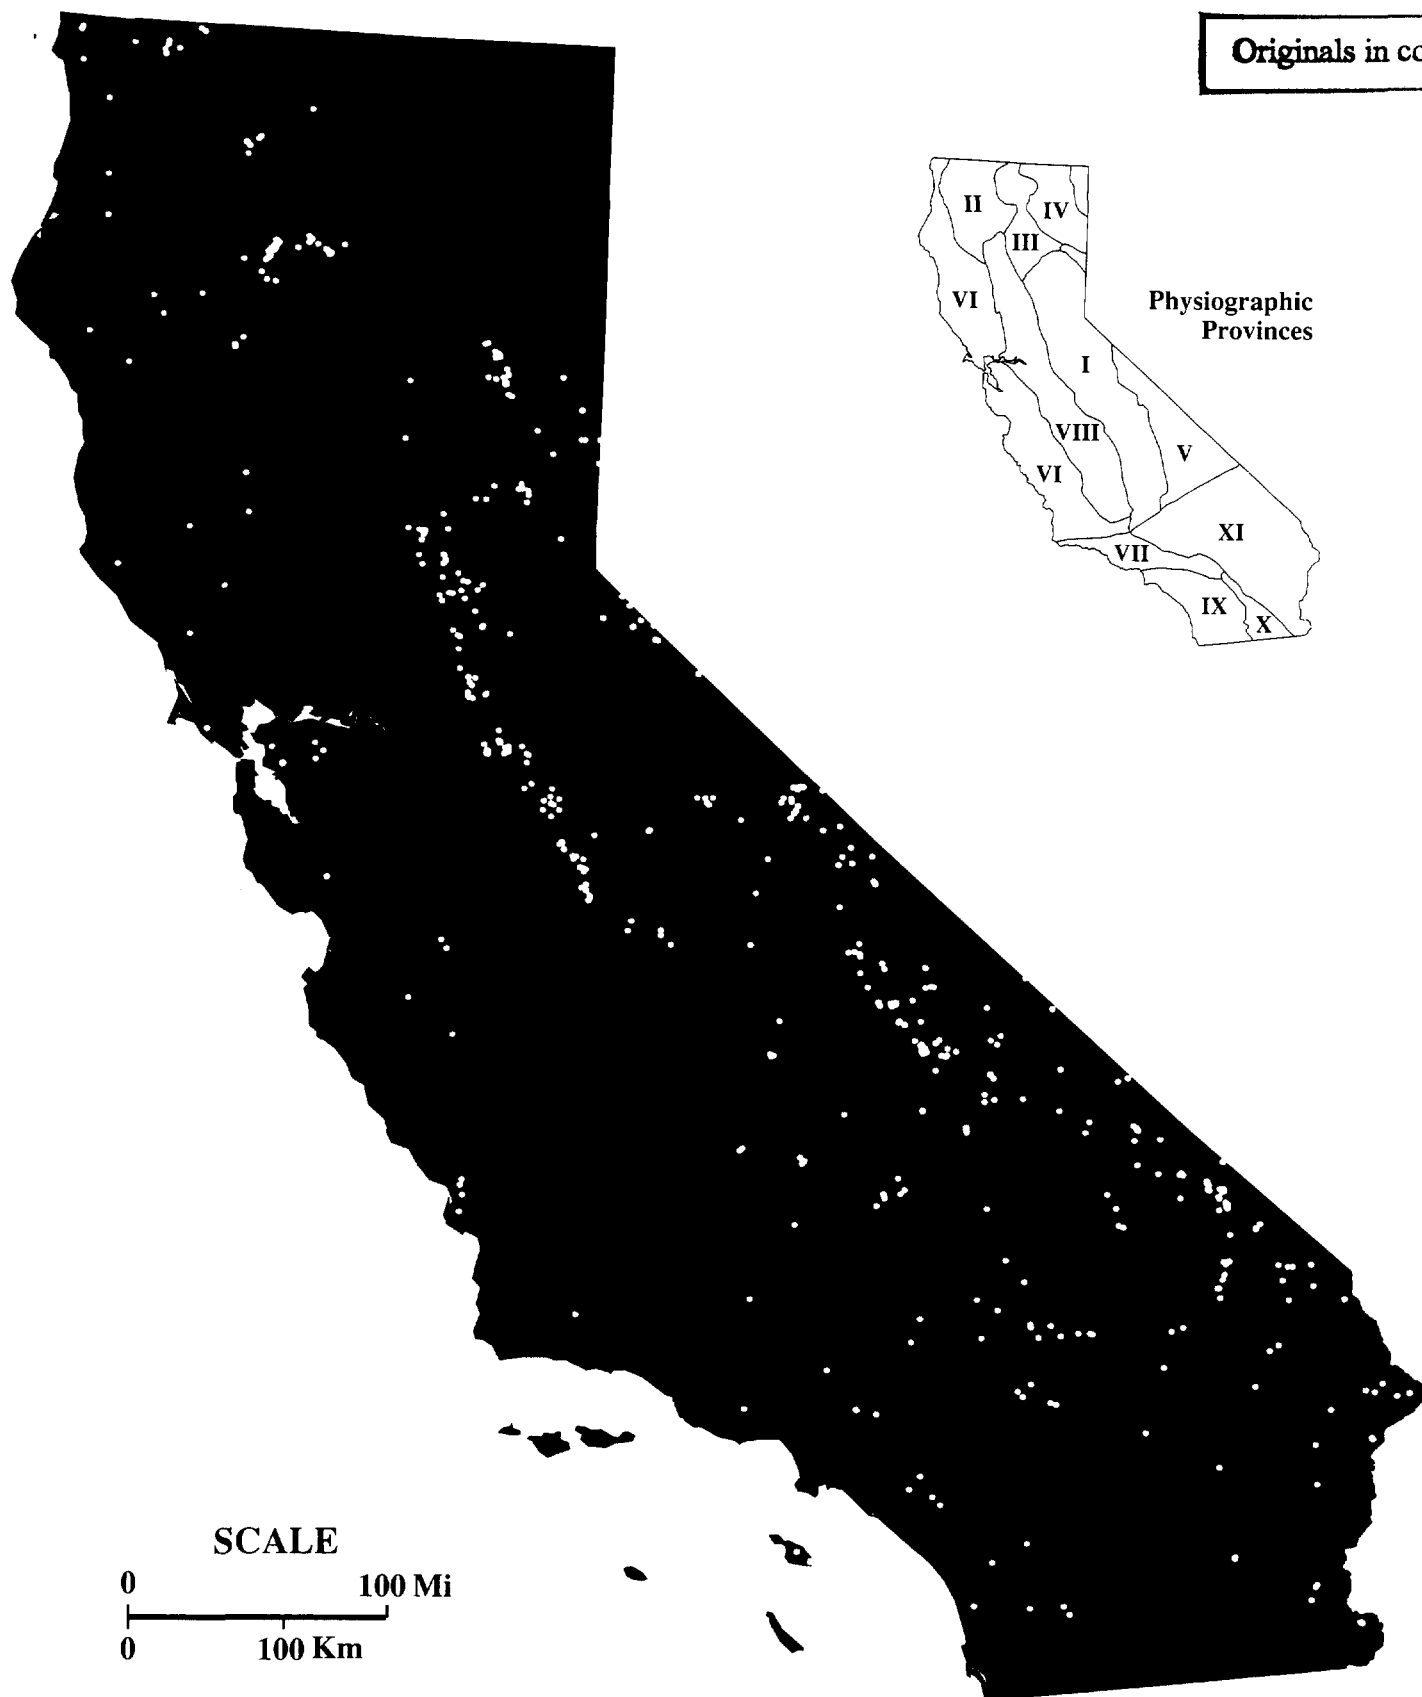 Originals in co
II
IV
III
VI
Physiographic
Provinces
I
VIII
V
VI
XI
VII
IX
X
SCALE
0 100 Mi
0 100 Km